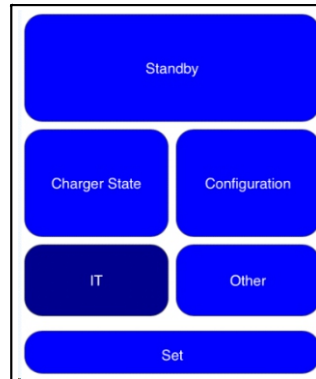 Standby
Charger State
Configuration
IT
Other
Set